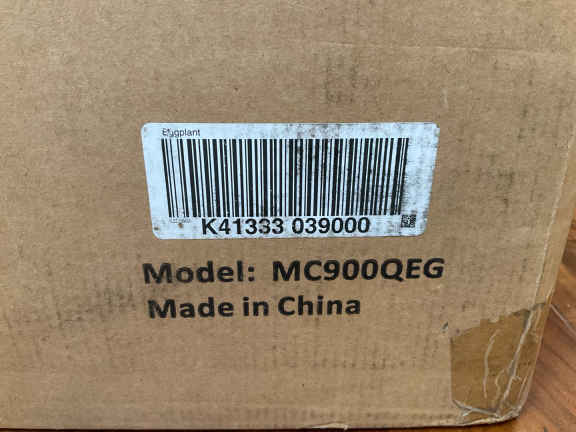 Eggplant
K41333 039000
Model: MC900QEG
Made in China